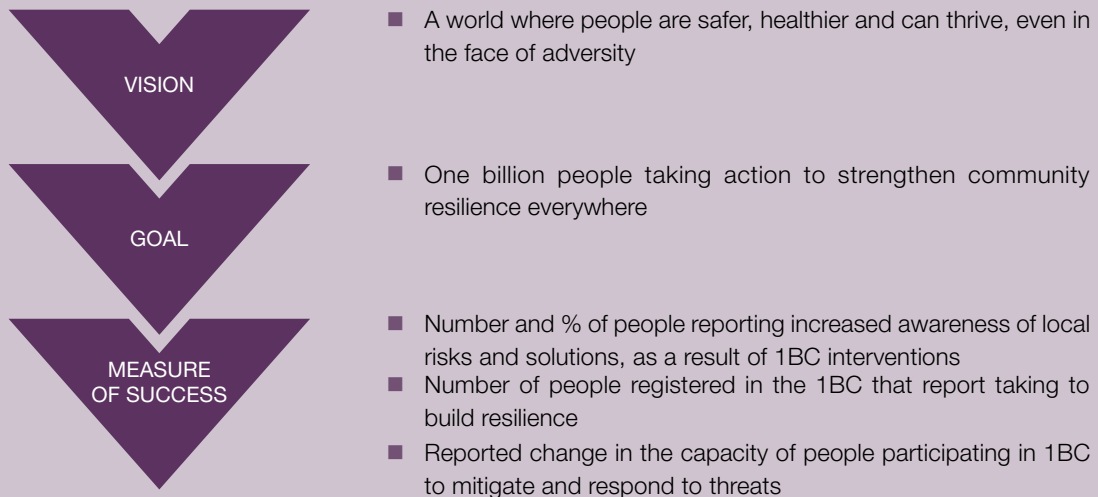 VISION
■ A world where people are safer, healthier and can thrive, even in
the face of adversity
GOAL
■ One billion people taking action to strengthen community
resilience everywhere
MEASURE
OF SUCCESS
■ Number and % of people reporting increased awareness of local
risks and solutions, as a result of 1BC interventions
■ Number of people registered in the 1BC that report taking to
build resilience
■ Reported change in the capacity of people participating in 1BC
to mitigate and respond to threats